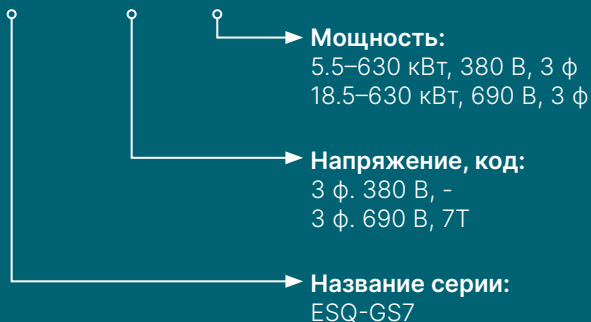 Мощность:
5.5–630 кВт, 380 В, 3 ф
18.5–630 кВт, 690 В, 3 ф
Напряжение, код:
3 ф. 380 В, -
3 ф. 690 В, 7Т
Название серии:
ESQ-GS7